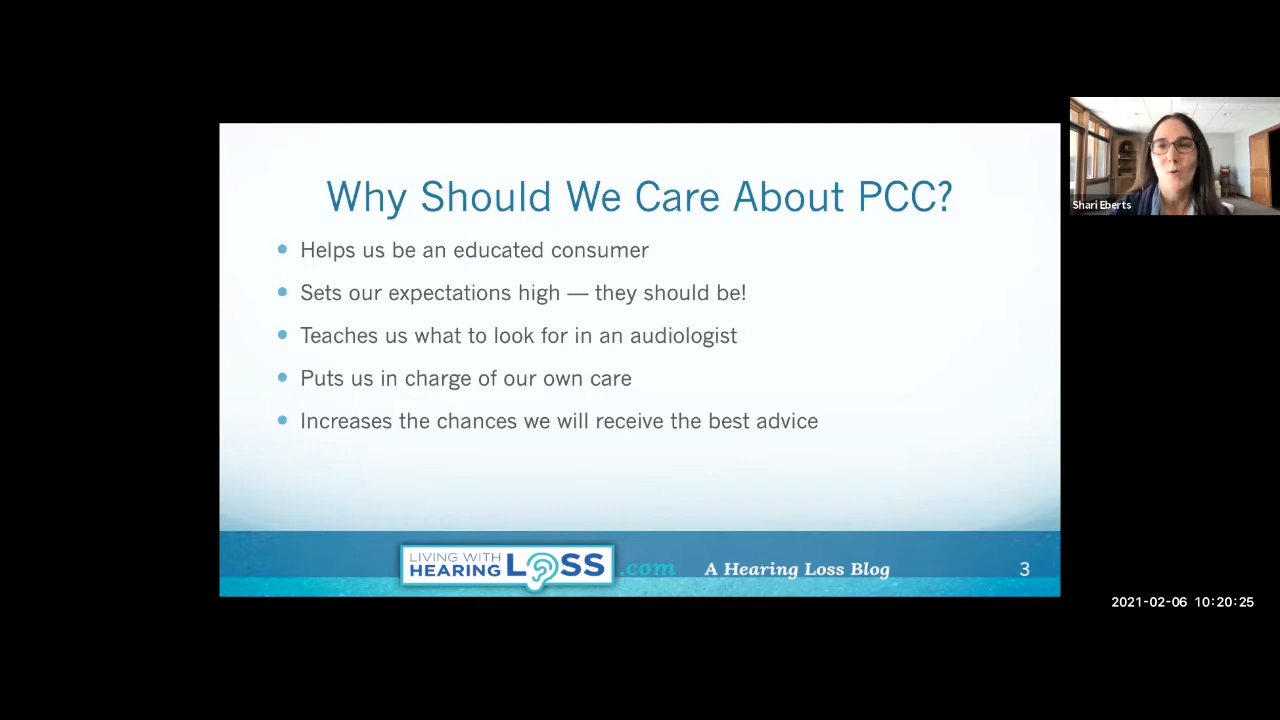 Why Should We Care About PCC?
Helps us be an educated consumer
Sets our expectations high — they should be!
Teaches us what to look for in an audiologist
Puts us in charge of our own care
Increases the chances we will receive the best advice
LIVING WITH
HEARING LOSS .com
A Hearing Loss Blog
3
Shari Eberts
2021-02-06 10:20:25